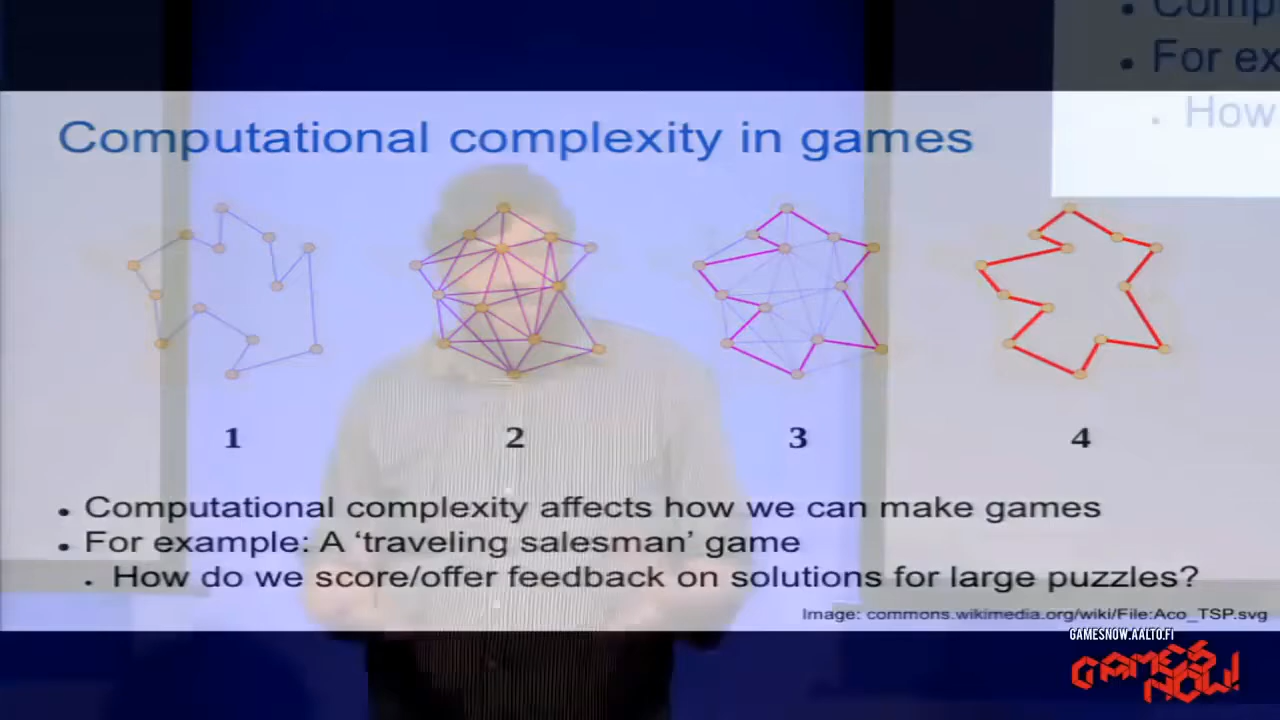 Comp
For ex
How
Computational complexity in games
1 2 3 4
• Computational complexity affects how we can make games
• For example: A ‘traveling salesman’ game
• How do we score/offer feedback on solutions for large puzzles?
Image: commons.wikimedia.org/wiki/File:Aco_TSP.svg
GAMESNOW.AALTO.FI
GAMES
NOW!